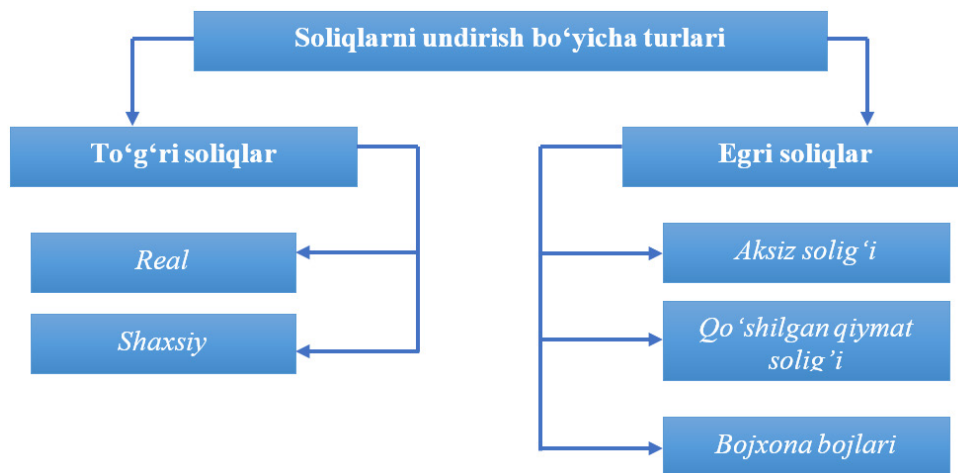 Soliqlarni undirish bo‘yicha turlari
To‘g‘ri soliqlar
Real
Shaxsiy
Egri soliqlar
Aksiz solig‘i
Qo‘shilgan qiymat
solig’i
Bojxona bojlari